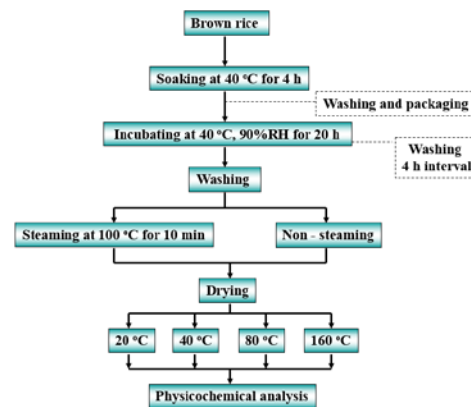 Brown rice
Soaking at 40 °C for 4 h
Washing and packaging
Incubating at 40 °C, 90%RH for 20 h
Washing
4 h interval
Washing
Steaming at 100 °C for 10 min
Non - steaming
Drying
20 °C
40 °C
80 °C
160 °C
Physicochemical analysis